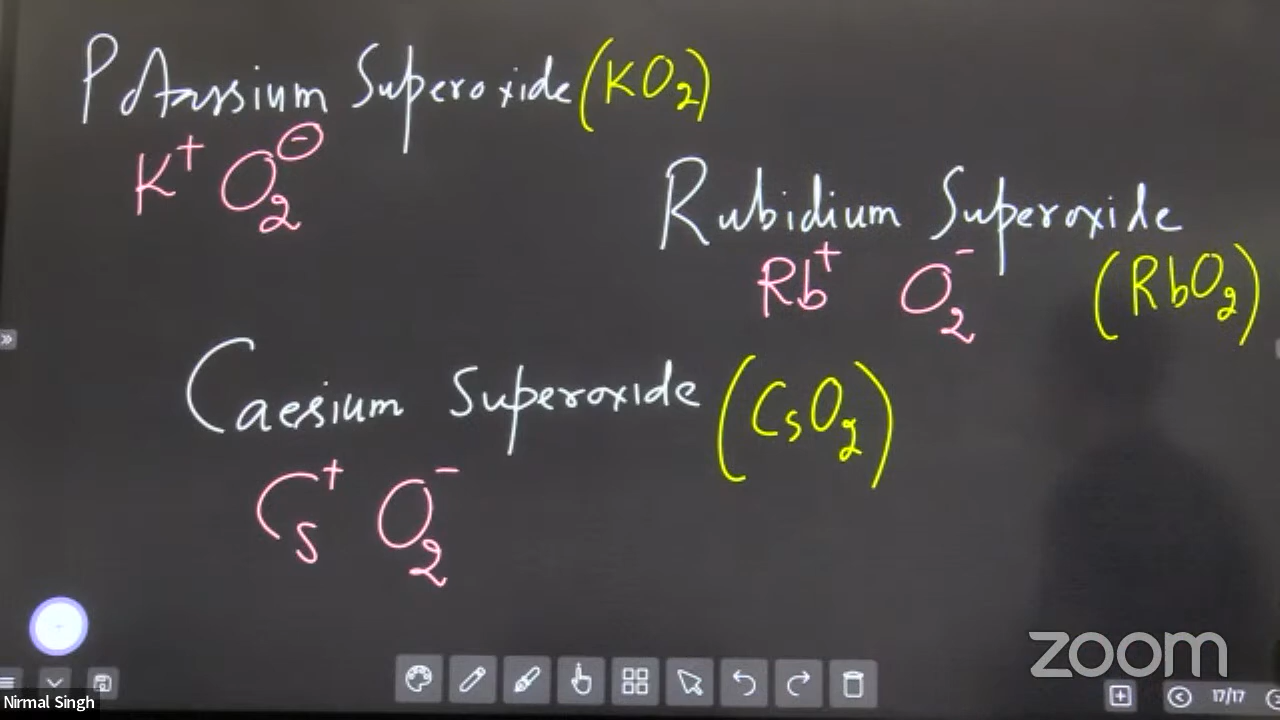 Potassium Superoxide (KO2)
K+ O2-
Rubidium Superoxide
Rb+ O2- (RbO2)
Caesium Superoxide (CsO2)
Cs+ O2-
zoom
17/17
Nirmal Singh